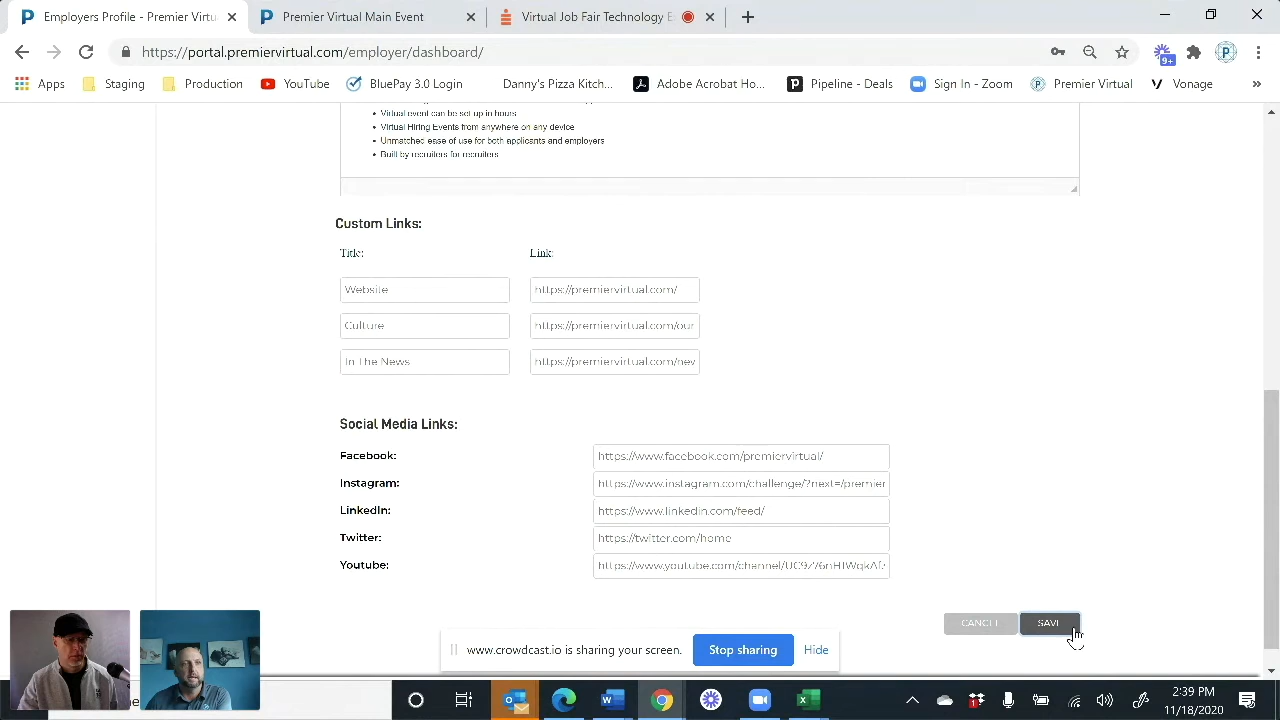 Employers Profile - Premier Virtu
Premier Virtual Main Event
Virtual Job Fair Technology
https://portal.premiervirtual.com/employer/dashboard/
9+
Apps
Staging
Production
YouTube
BluePay 3.0 Login
Danny's Pizza Kitch...
Adobe Acrobat Ho...
Pipeline - Deals
Sign In - Zoom
Premier Virtual
Vonage
»
• Virtual event can be set up in hours
• Virtual Hiring Events from anywhere on any device
• Unmatched ease of use for both applicants and employers
• Built by recruiters for recruiters
Custom Links:
Title: Link:
Website https://premiervirtual.com/
Culture https://premiervirtual.com/our
In The News https://premiervirtual.com/nev
Social Media Links:
Facebook: https://www.facebook.com/premiervirtual/
Instagram: https://www.instagram.com/challenge/?next=/premier
LinkedIn: https://www.linkedin.com/feed/
Twitter: https://twitter.com/home
Youtube:
CANCEL SAVE
www.crowdcast.io is sharing your screen. Stop sharing Hide
2:39 PM
11/18/2020